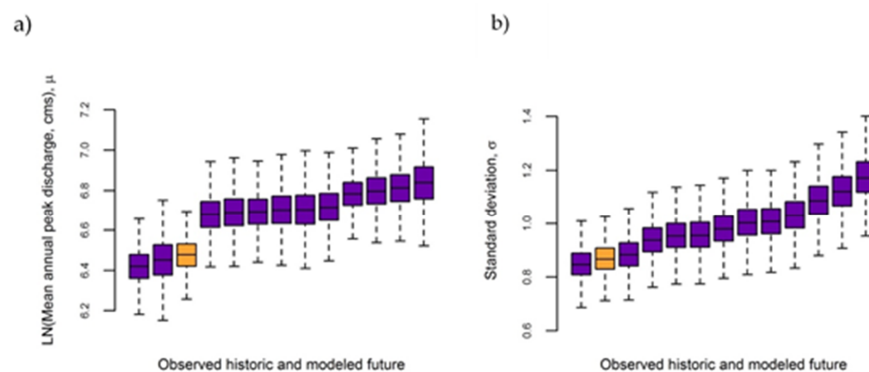 a)
LN(Mean annual peak discharge, cms), μ
7.2
7.0
6.8
6.6
6.4
6.2
Observed historic and modeled future
b)
Standard deviation, σ
1.4
1.2
1.0
0.8
0.6
Observed historic and modeled future